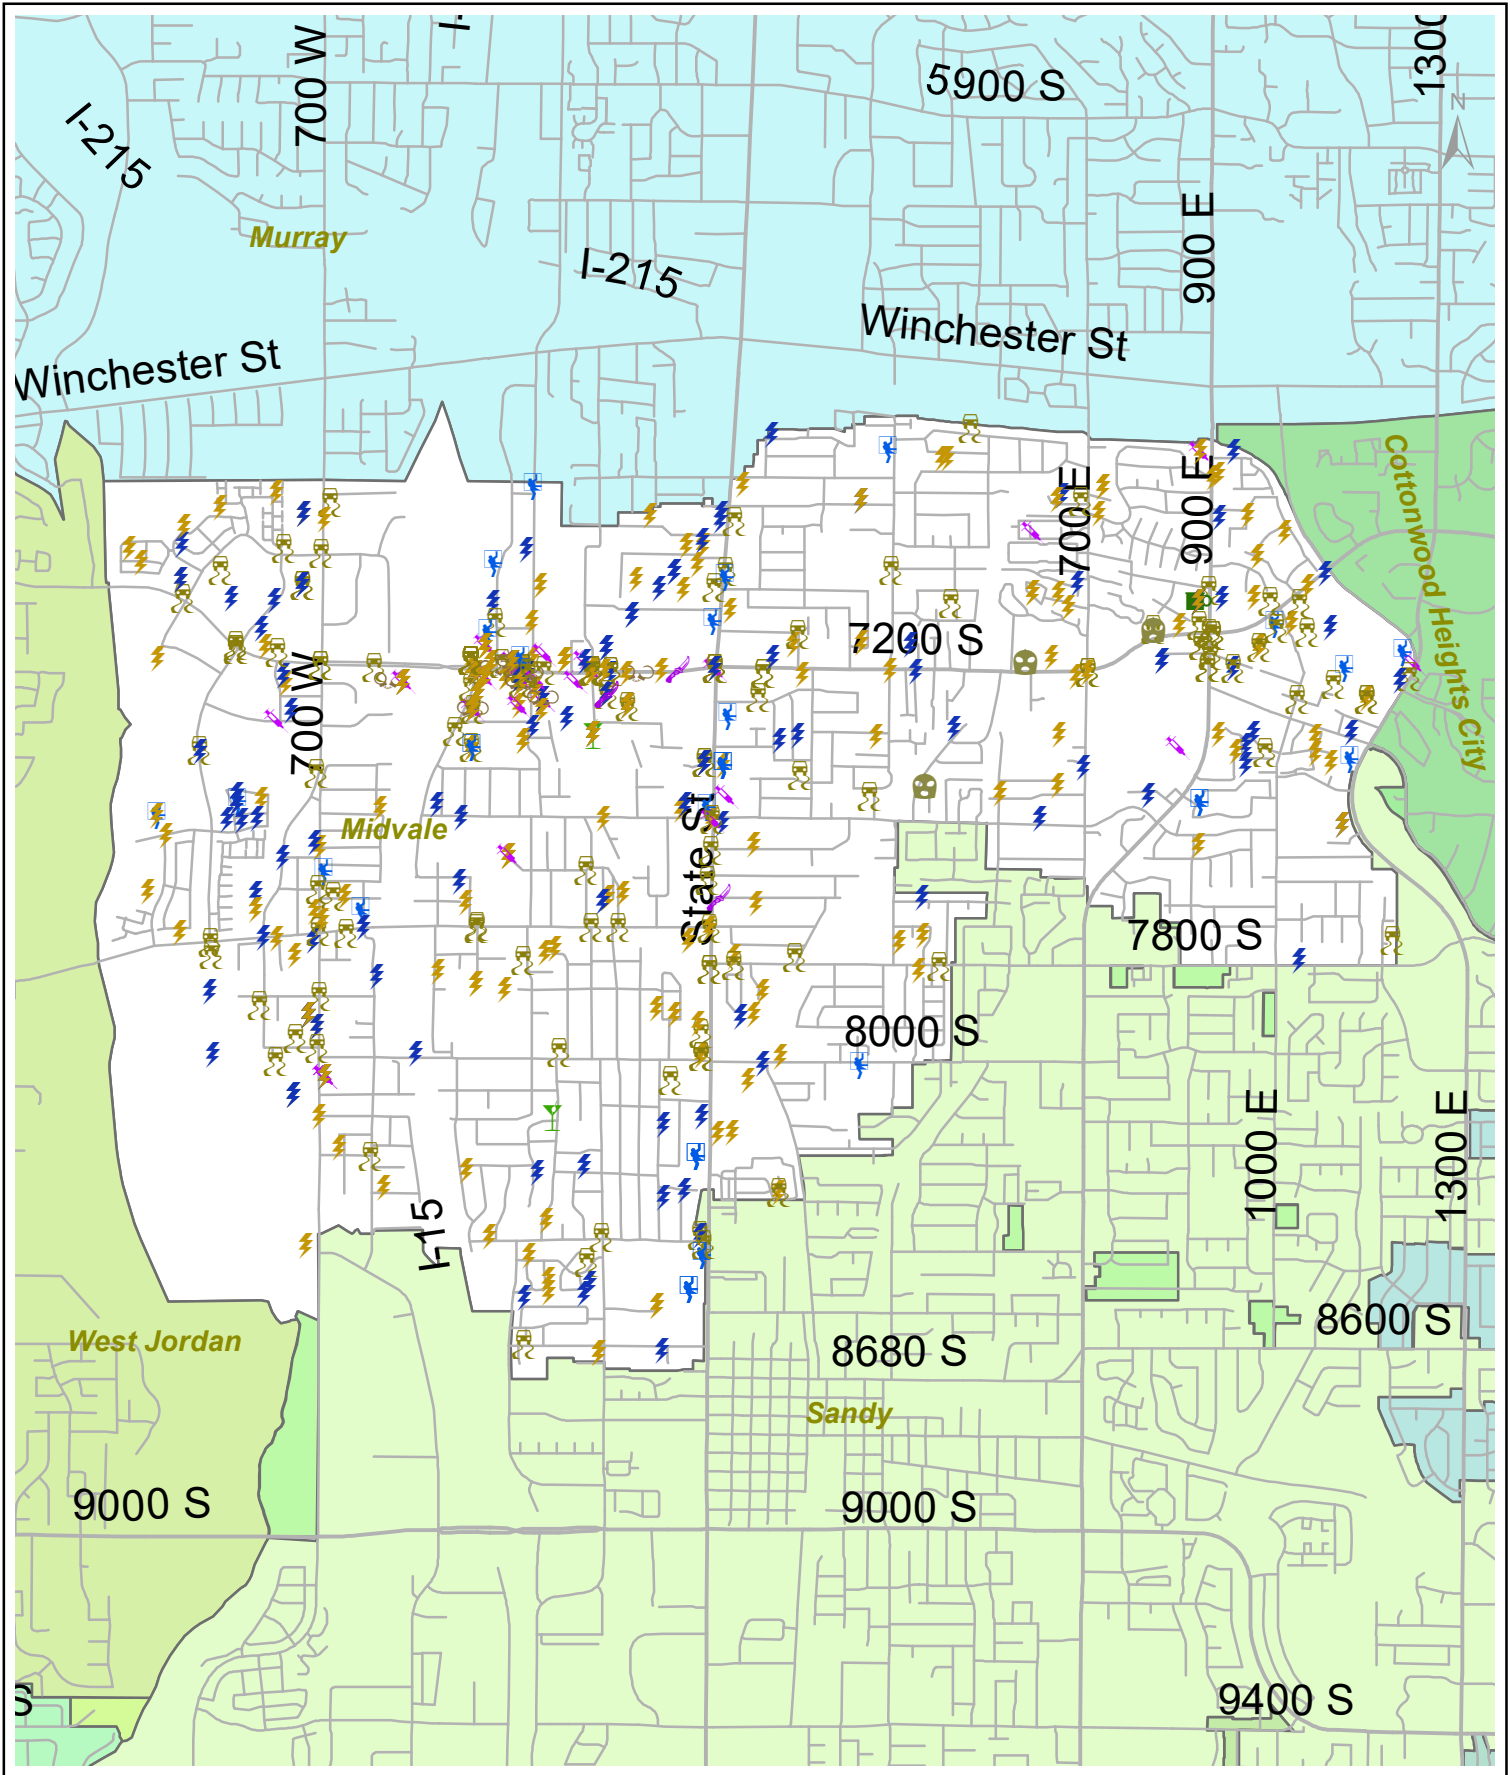 700 W
I-
1300
5900 S
I-215
N
Murray
900 E
I-215
Winchester St
Winchester St
Cottonwood Heights City
700 E
900 E
7200 S
700 W
Midvale
State St
7800 S
8000 S
1000 E
1300 E
I-15
8600 S
West Jordan
8680 S
Sandy
9000 S
9000 S
S
9400 S